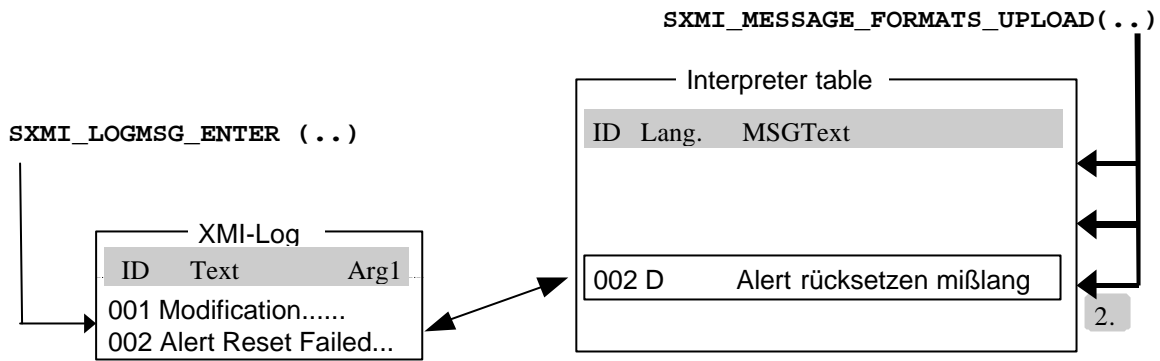 SXMI_MESSAGE_FORMATS_UPLOAD(..)
Interpreter table
ID Lang. MSGText
SXMI_LOGMSG_ENTER (..)
XMI-Log
ID Text Arg1
001 Modification......
002 Alert Reset Failed...
002 D Alert rücksetzen mißlang
2.